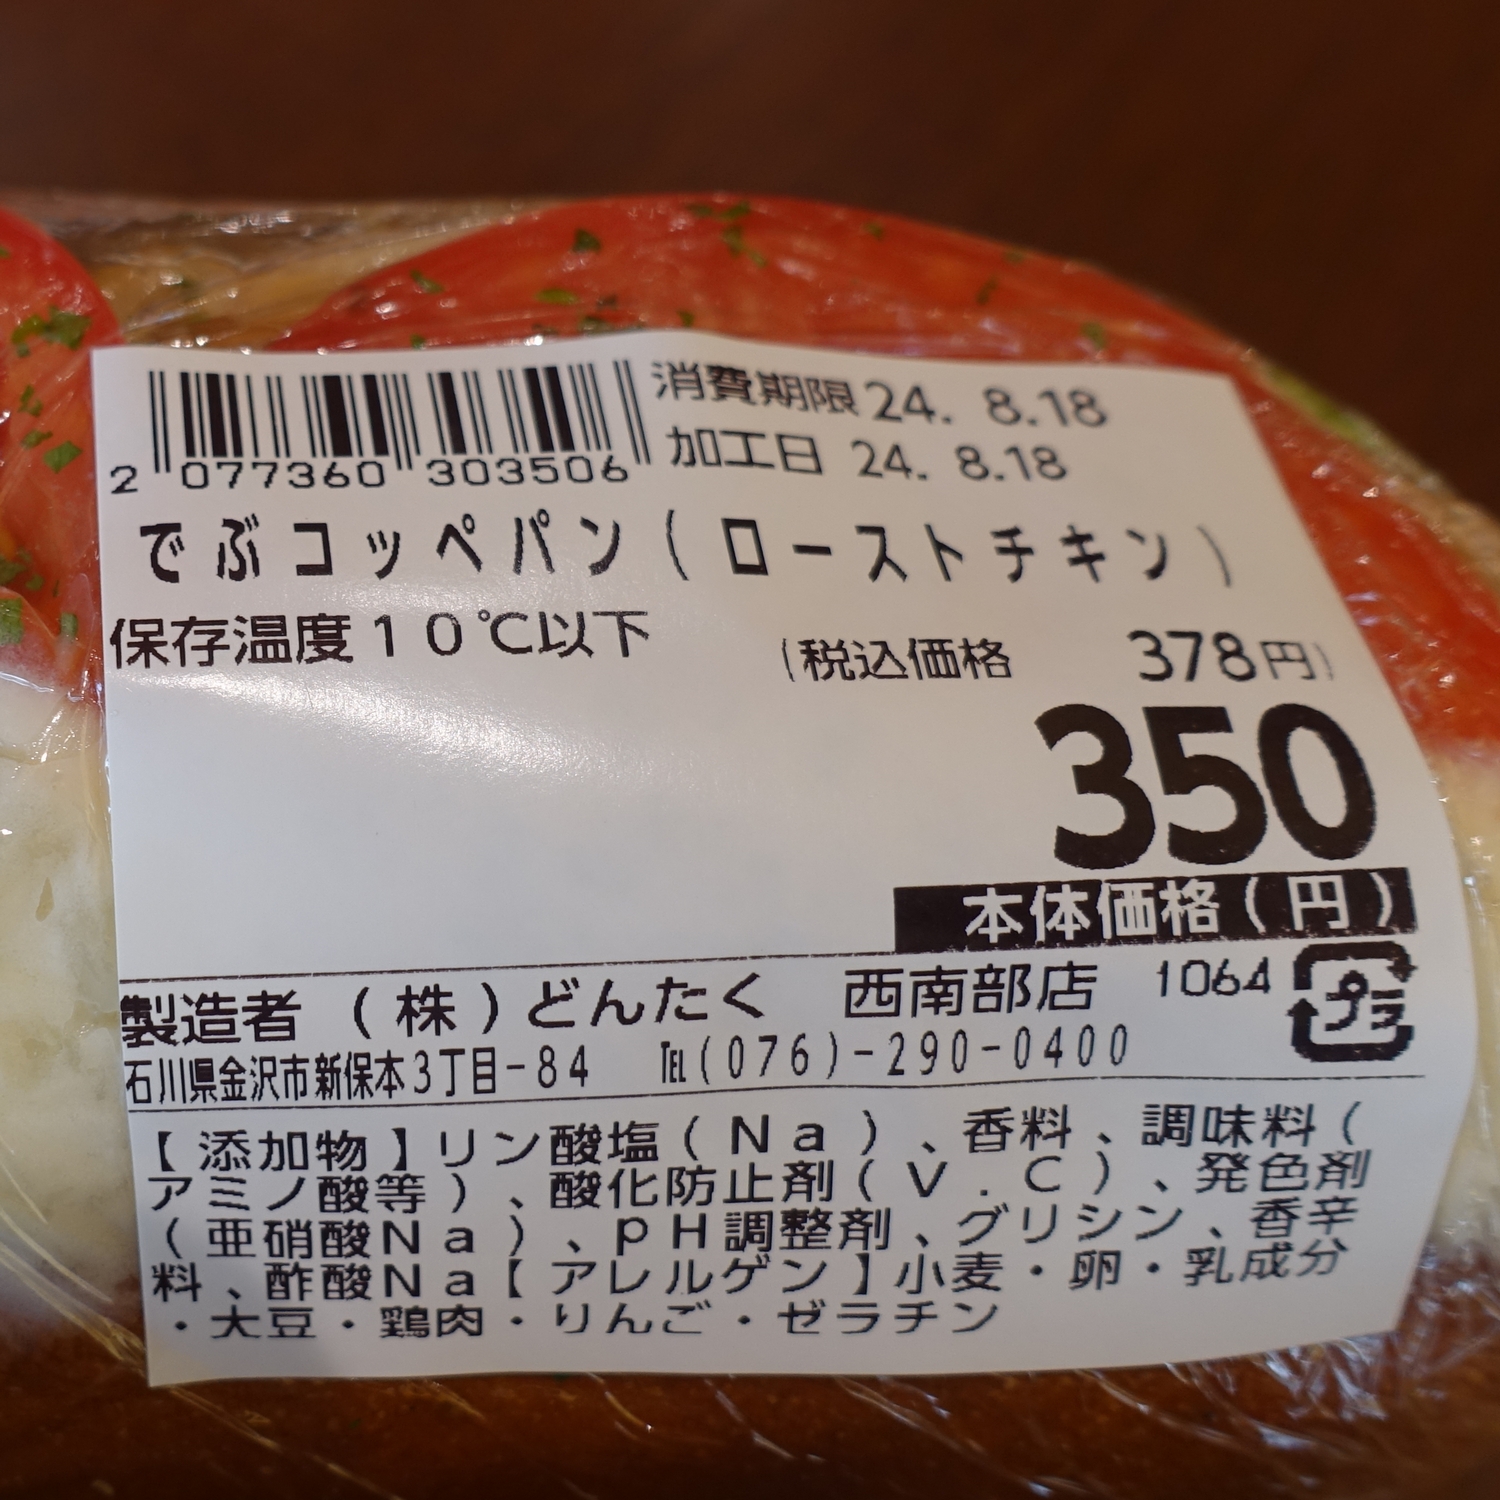 消費期限 24. 8.18
加工日 24. 8.18
2 077360 303506
でぶコッペパン(ローストチキン)
保存温度10℃以下
(税込価格 378円)
350
本体価格(円)
製造者 (株)どんたく 西南部店 1064
プラ
石川県金沢市新保本3丁目-84 ℡(076)-290-0400
【添加物】リン酸塩(Na)、香料、調味料(
アミノ酸等)、酸化防止剤(V.C)、発色剤
(亜硝酸Na)、pH調整剤、グリシン、香辛
料、酢酸Na【アレルゲン】小麦・卵・乳成分
・大豆・鶏肉・りんご・ゼラチン